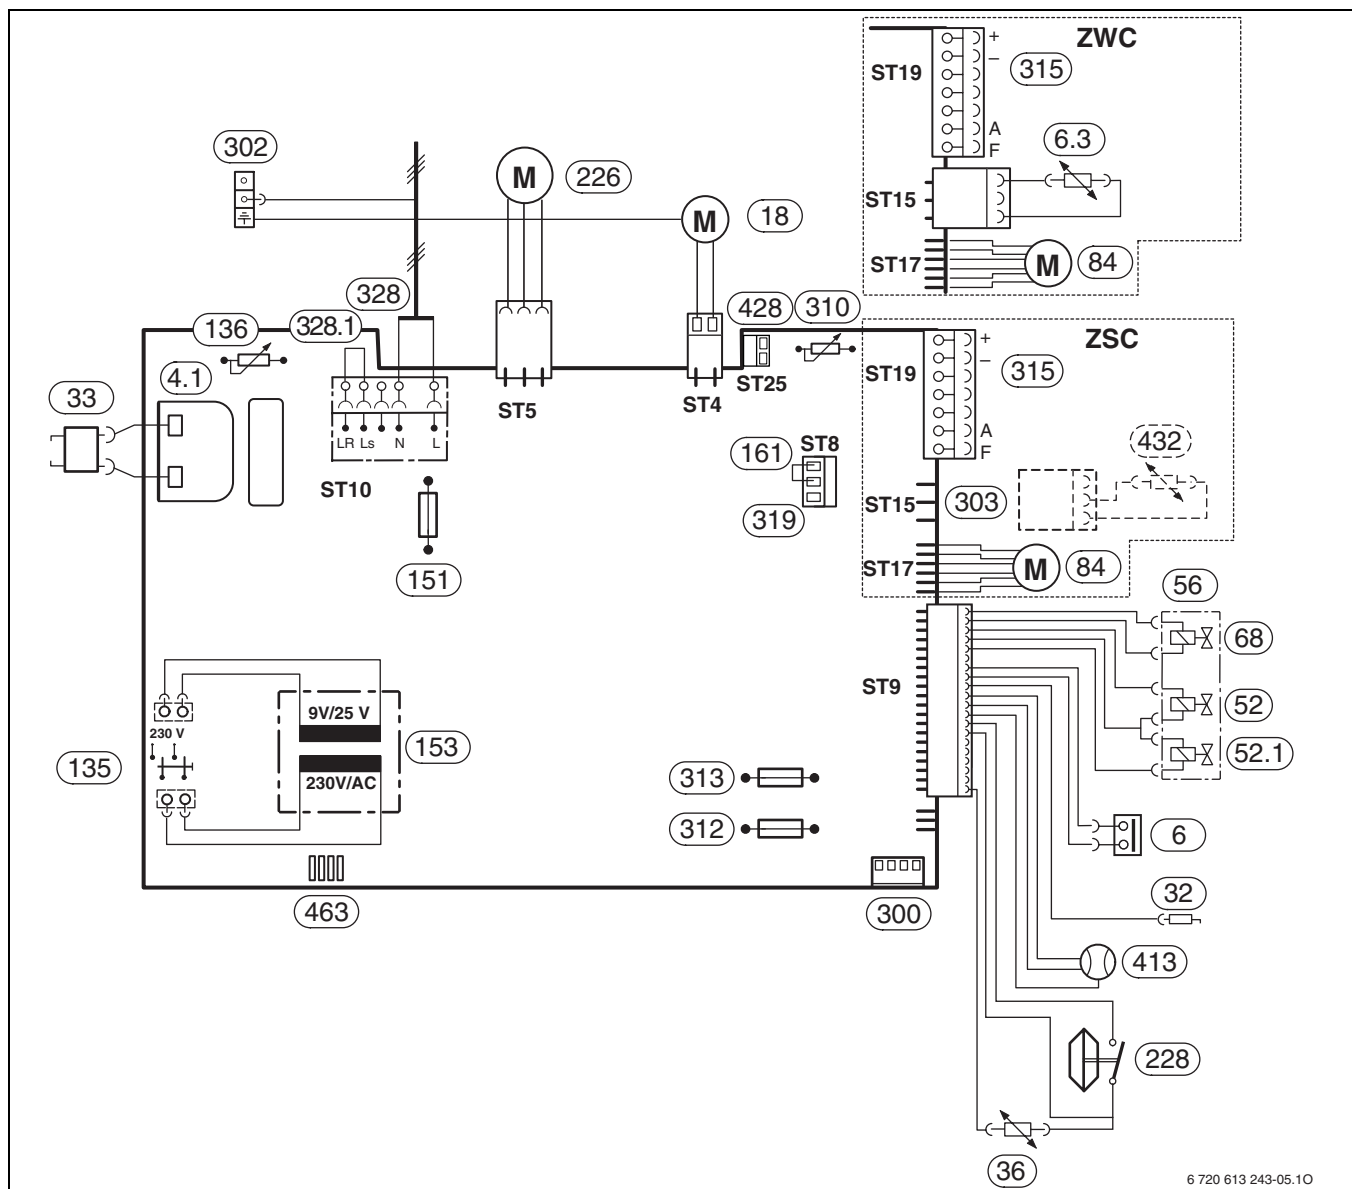 ZWC
ST19
+
–
315
A
F
6.3
ST15
ST17
M
84
302
M
226
M
18
328
428
310
136
328.1
4.1
33
ST5
ST4
ST25
LR Ls N L
ST10
151
ZSC
ST19
+
–
315
A
F
161
ST8
319
432
ST15
303
ST17
M
84
56
68
ST9
52
52.1
9V/25 V
230 V
135
153
230V/AC
313
312
6
463
300
32
413
228
36
6 720 613 243-05.1O